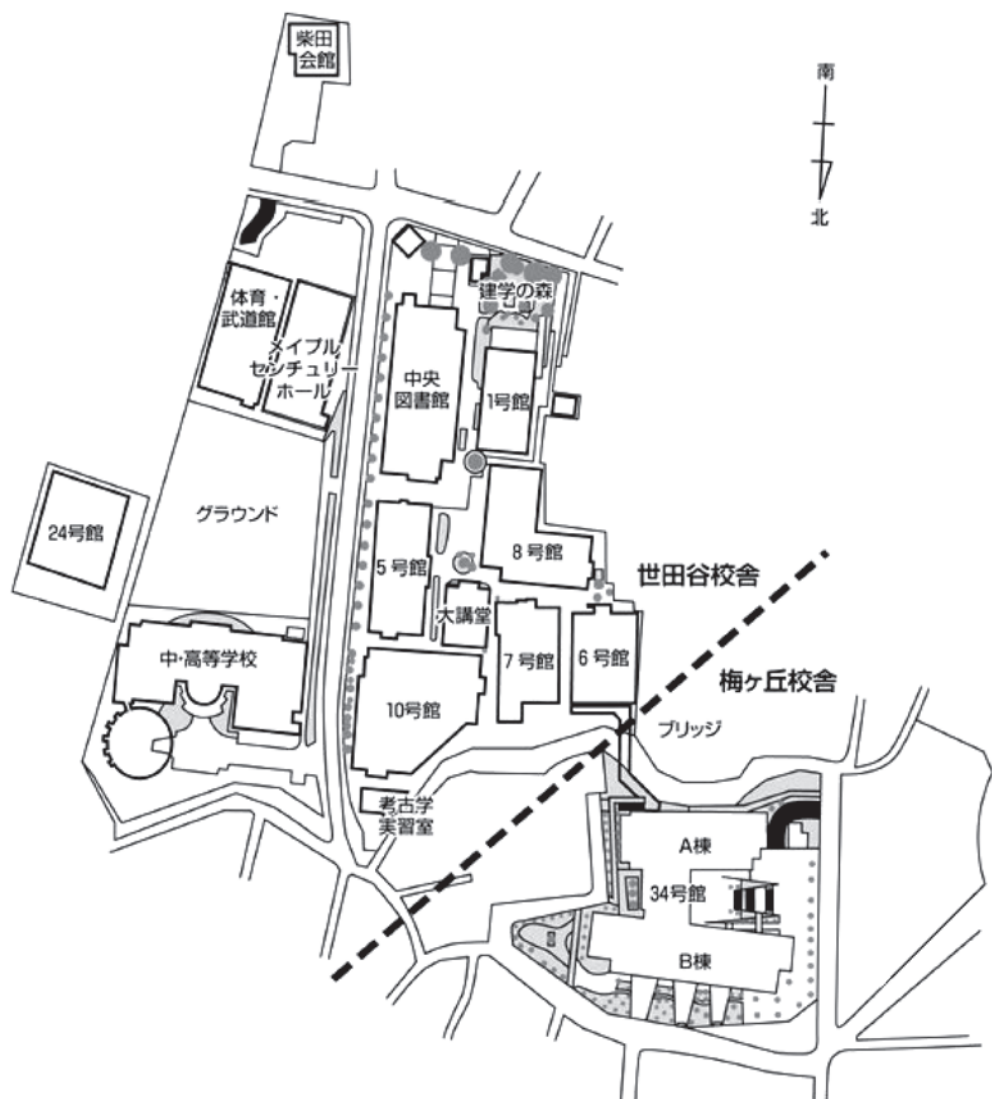 柴田
会館
南
北
体育・
武道館
メイプル
センチュリー
ホール
建学の森
中央
図書館
1号館
24号館
グラウンド
5号館
8号館
世田谷校舎
大講堂
中・高等学校
7号館
6号館
梅ヶ丘校舎
10号館
ブリッジ
考古学
実習室
A棟
34号館
B棟